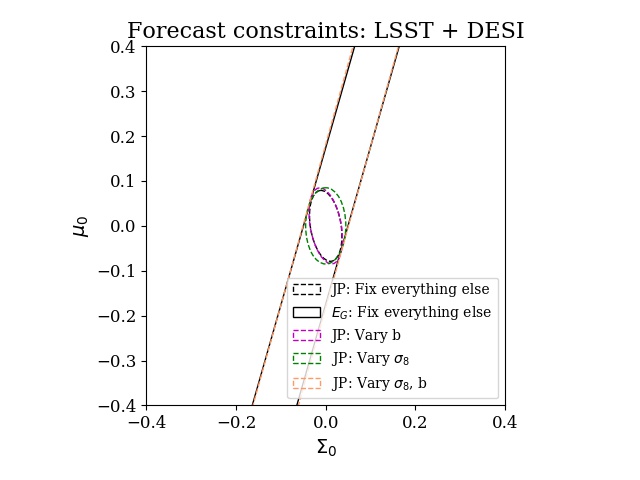 Forecast constraints: LSST + DESI
0.4
0.3
0.2
0.1
0.0
−0.1
−0.2
−0.3
−0.4
μ₀
JP: Fix everything else
E_G: Fix everything else
JP: Vary b
JP: Vary σ₈
JP: Vary σ₈, b
−0.4 −0.2 0.0 0.2 0.4
Σ₀